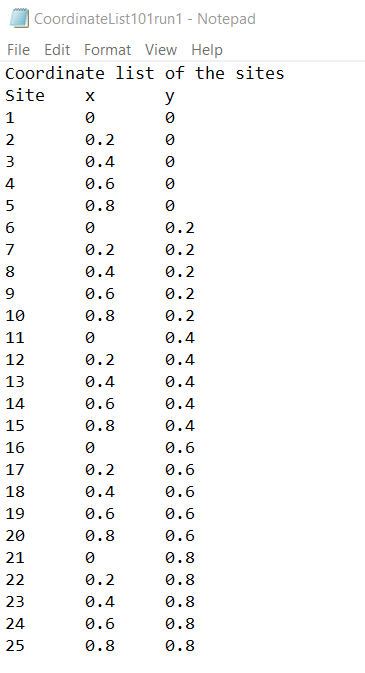 CoordinateList101run1 - Notepad
File Edit Format View Help
Coordinate list of the sites
Site x y
1 0 0
2 0.2 0
3 0.4 0
4 0.6 0
5 0.8 0
6 0 0.2
7 0.2 0.2
8 0.4 0.2
9 0.6 0.2
10 0.8 0.2
11 0 0.4
12 0.2 0.4
13 0.4 0.4
14 0.6 0.4
15 0.8 0.4
16 0 0.6
17 0.2 0.6
18 0.4 0.6
19 0.6 0.6
20 0.8 0.6
21 0 0.8
22 0.2 0.8
23 0.4 0.8
24 0.6 0.8
25 0.8 0.8